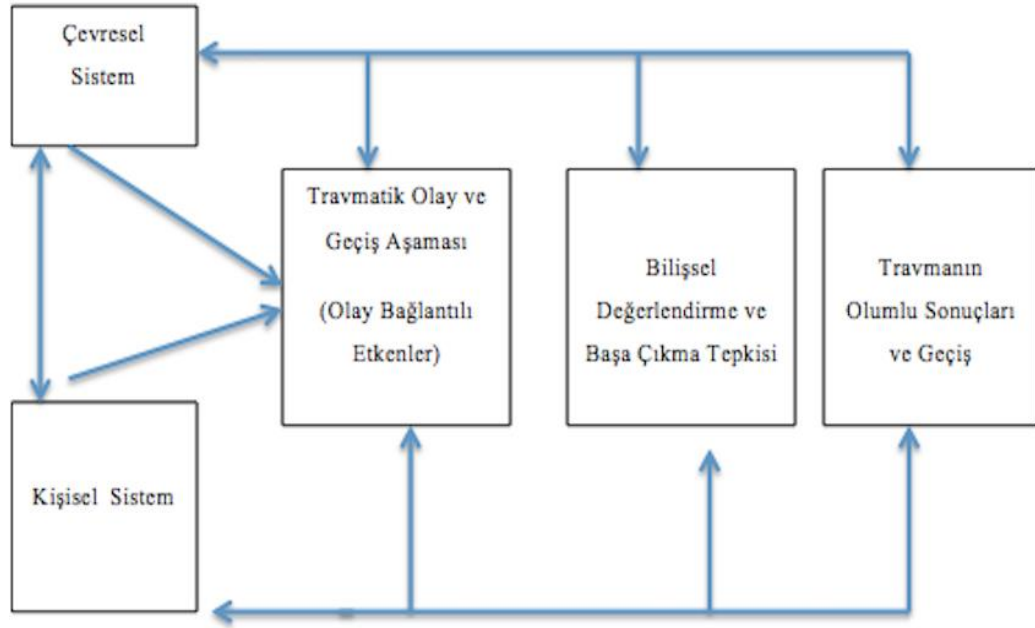 Çevresel
Sistem
Travmatik Olay ve
Geçiş Aşaması
(Olay Bağlantılı
Etkenler)
Bilişsel
Değerlendirme ve
Başa Çıkma Tepkisi
Travmanın
Olumlu Sonuçları
ve Geçiş
Kişisel Sistem